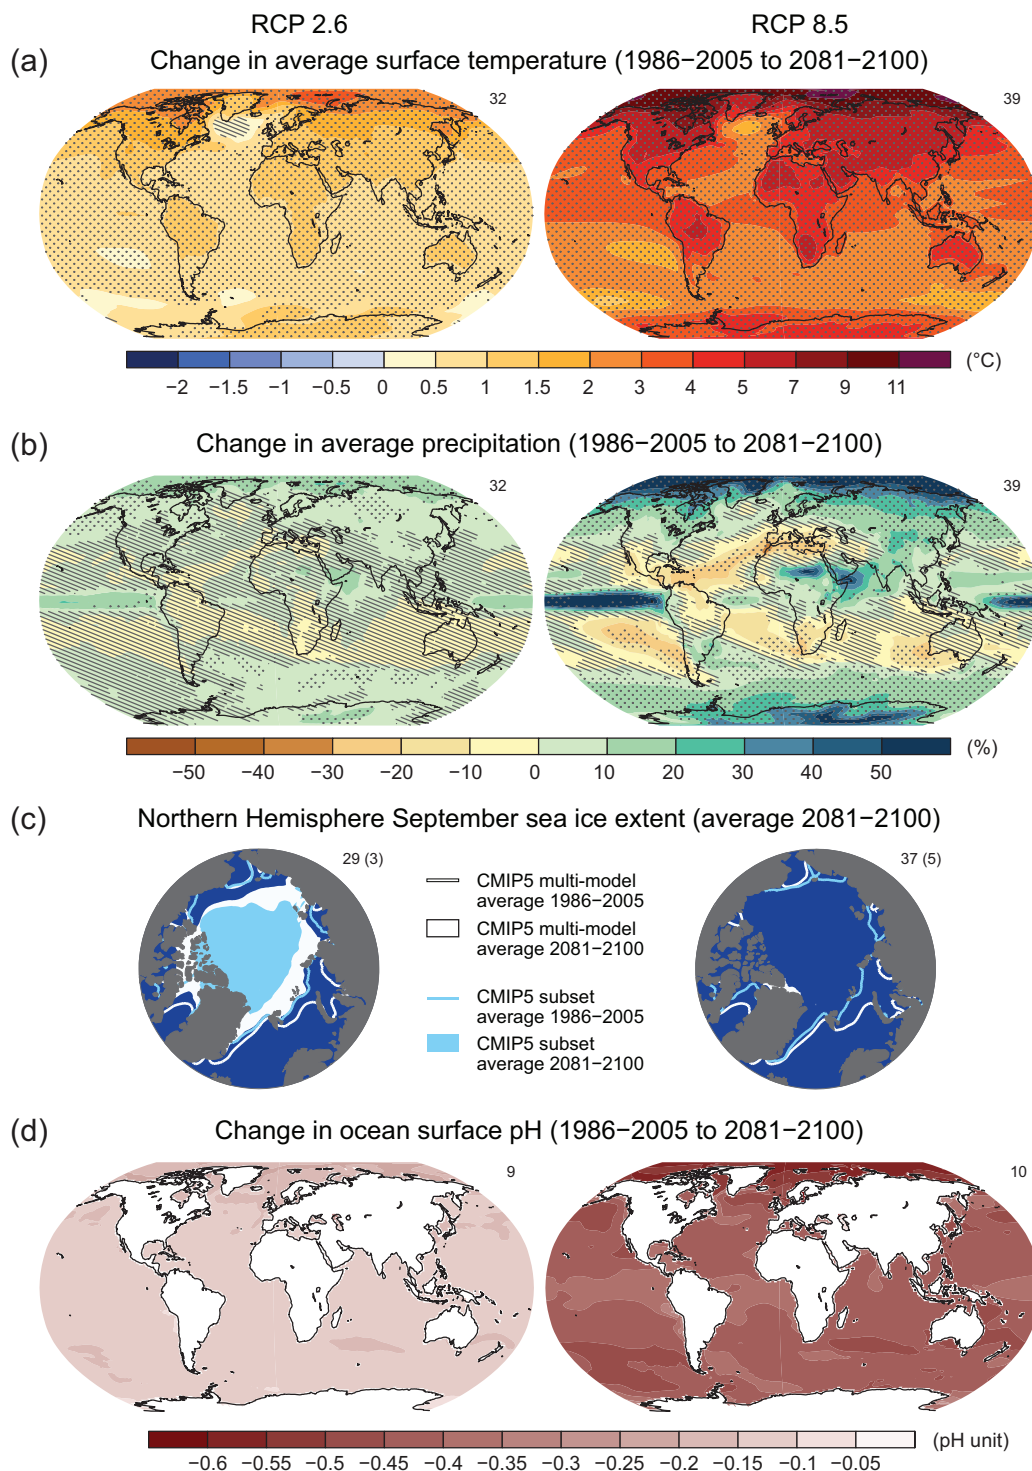 RCP 2.6 RCP 8.5
(a) Change in average surface temperature (1986−2005 to 2081−2100)
32 39
(°C)
−2 −1.5 −1 −0.5 0 0.5 1 1.5 2 3 4 5 7 9 11
(b) Change in average precipitation (1986−2005 to 2081−2100)
32 39
(%)
−50 −40 −30 −20 −10 0 10 20 30 40 50
(c) Northern Hemisphere September sea ice extent (average 2081−2100)
29 (3) 37 (5)
CMIP5 multi-model
average 1986−2005
CMIP5 multi-model
average 2081−2100
CMIP5 subset
average 1986−2005
CMIP5 subset
average 2081−2100
(d) Change in ocean surface pH (1986−2005 to 2081−2100)
9 10
(pH unit)
−0.6 −0.55 −0.5 −0.45 −0.4 −0.35 −0.3 −0.25 −0.2 −0.15 −0.1 −0.05